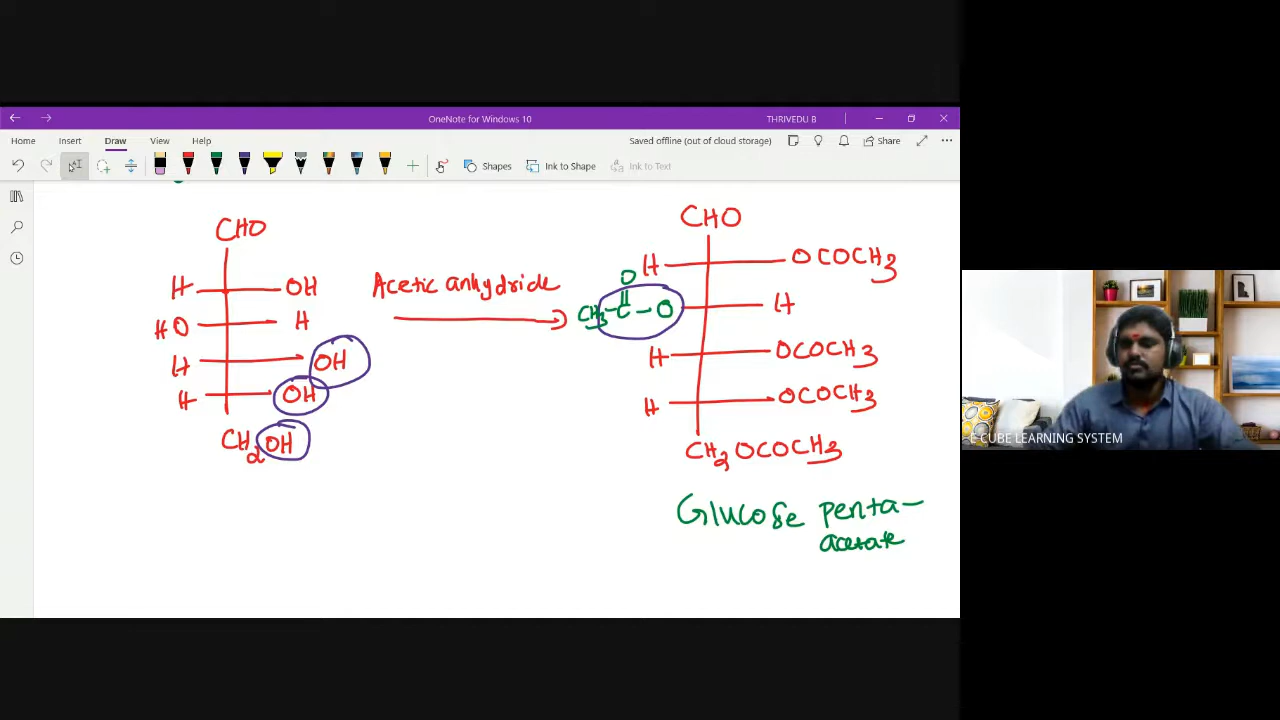 OneNote for Windows 10
THRIVEDU B
Home Insert Draw View Help
Saved offline (out of cloud storage)
Share
Shapes
Ink to Shape
Ink to Text
CHO
H OH
HO H
H OH
H OH
CH2OH
Acetic anhydride
CHO
H OCOCH3
O
CH3-C-O H
H OCOCH3
H OCOCH3
CH2OCOCH3
Glucose penta-
acetate
E CUBE LEARNING SYSTEM